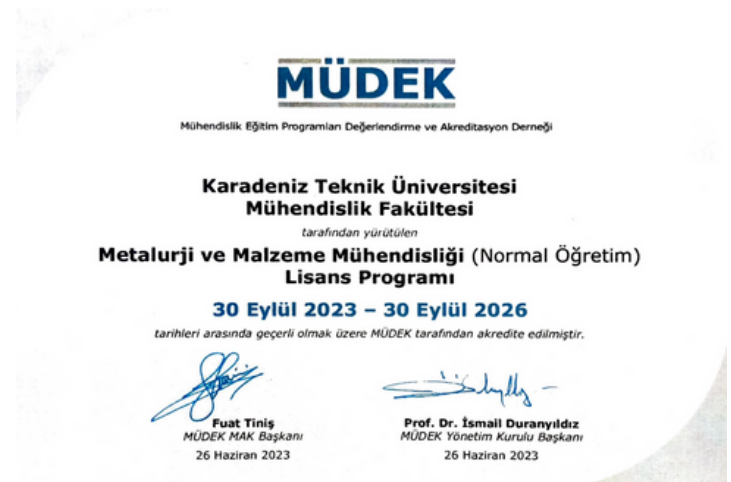 MÜDEK
Mühendislik Eğitim Programları Değerlendirme ve Akreditasyon Derneği
Karadeniz Teknik Üniversitesi
Mühendislik Fakültesi
tarafından yürütülen
Metalurji ve Malzeme Mühendisliği (Normal Öğretim)
Lisans Programı
30 Eylül 2023 – 30 Eylül 2026
tarihleri arasında geçerli olmak üzere MÜDEK tarafından akredite edilmiştir.
Fuat Tiniş
MÜDEK MAK Başkanı
26 Haziran 2023
Prof. Dr. İsmail Duranyıldız
MÜDEK Yönetim Kurulu Başkanı
26 Haziran 2023